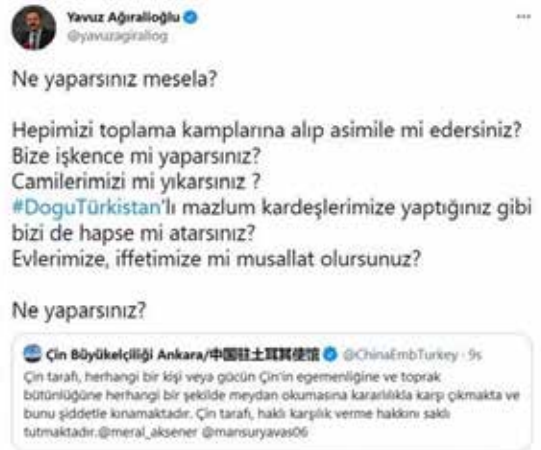 Yavuz Ağıralioğlu
@yavuzagiraliog
Ne yaparsınız mesela?
Hepimizi toplama kamplarına alıp asimile mi edersiniz?
Bize işkence mi yaparsınız?
Camilerimizi mi yıkarsınız ?
#DoguTürkistan'lı mazlum kardeşlerimize yaptığınız gibi
bizi de hapse mi atarsınız?
Evlerimize, iffetimize mi musallat olursunuz?
Ne yaparsınız?
Çin Büyükelçiliği Ankara/中国驻土耳其使馆 @ChinaEmbTurkey · 9s
Çin tarafı, herhangi bir kişi veya gücün Çin'in egemenliğine ve toprak
bütünlüğüne herhangi bir şekilde meydan okumasına kararlılıkla karşı çıkmakta ve
bunu şiddetle kınamaktadır. Çin tarafı, haklı karşılık verme hakkını saklı
tutmaktadır.@meral_aksener @mansuryavas06